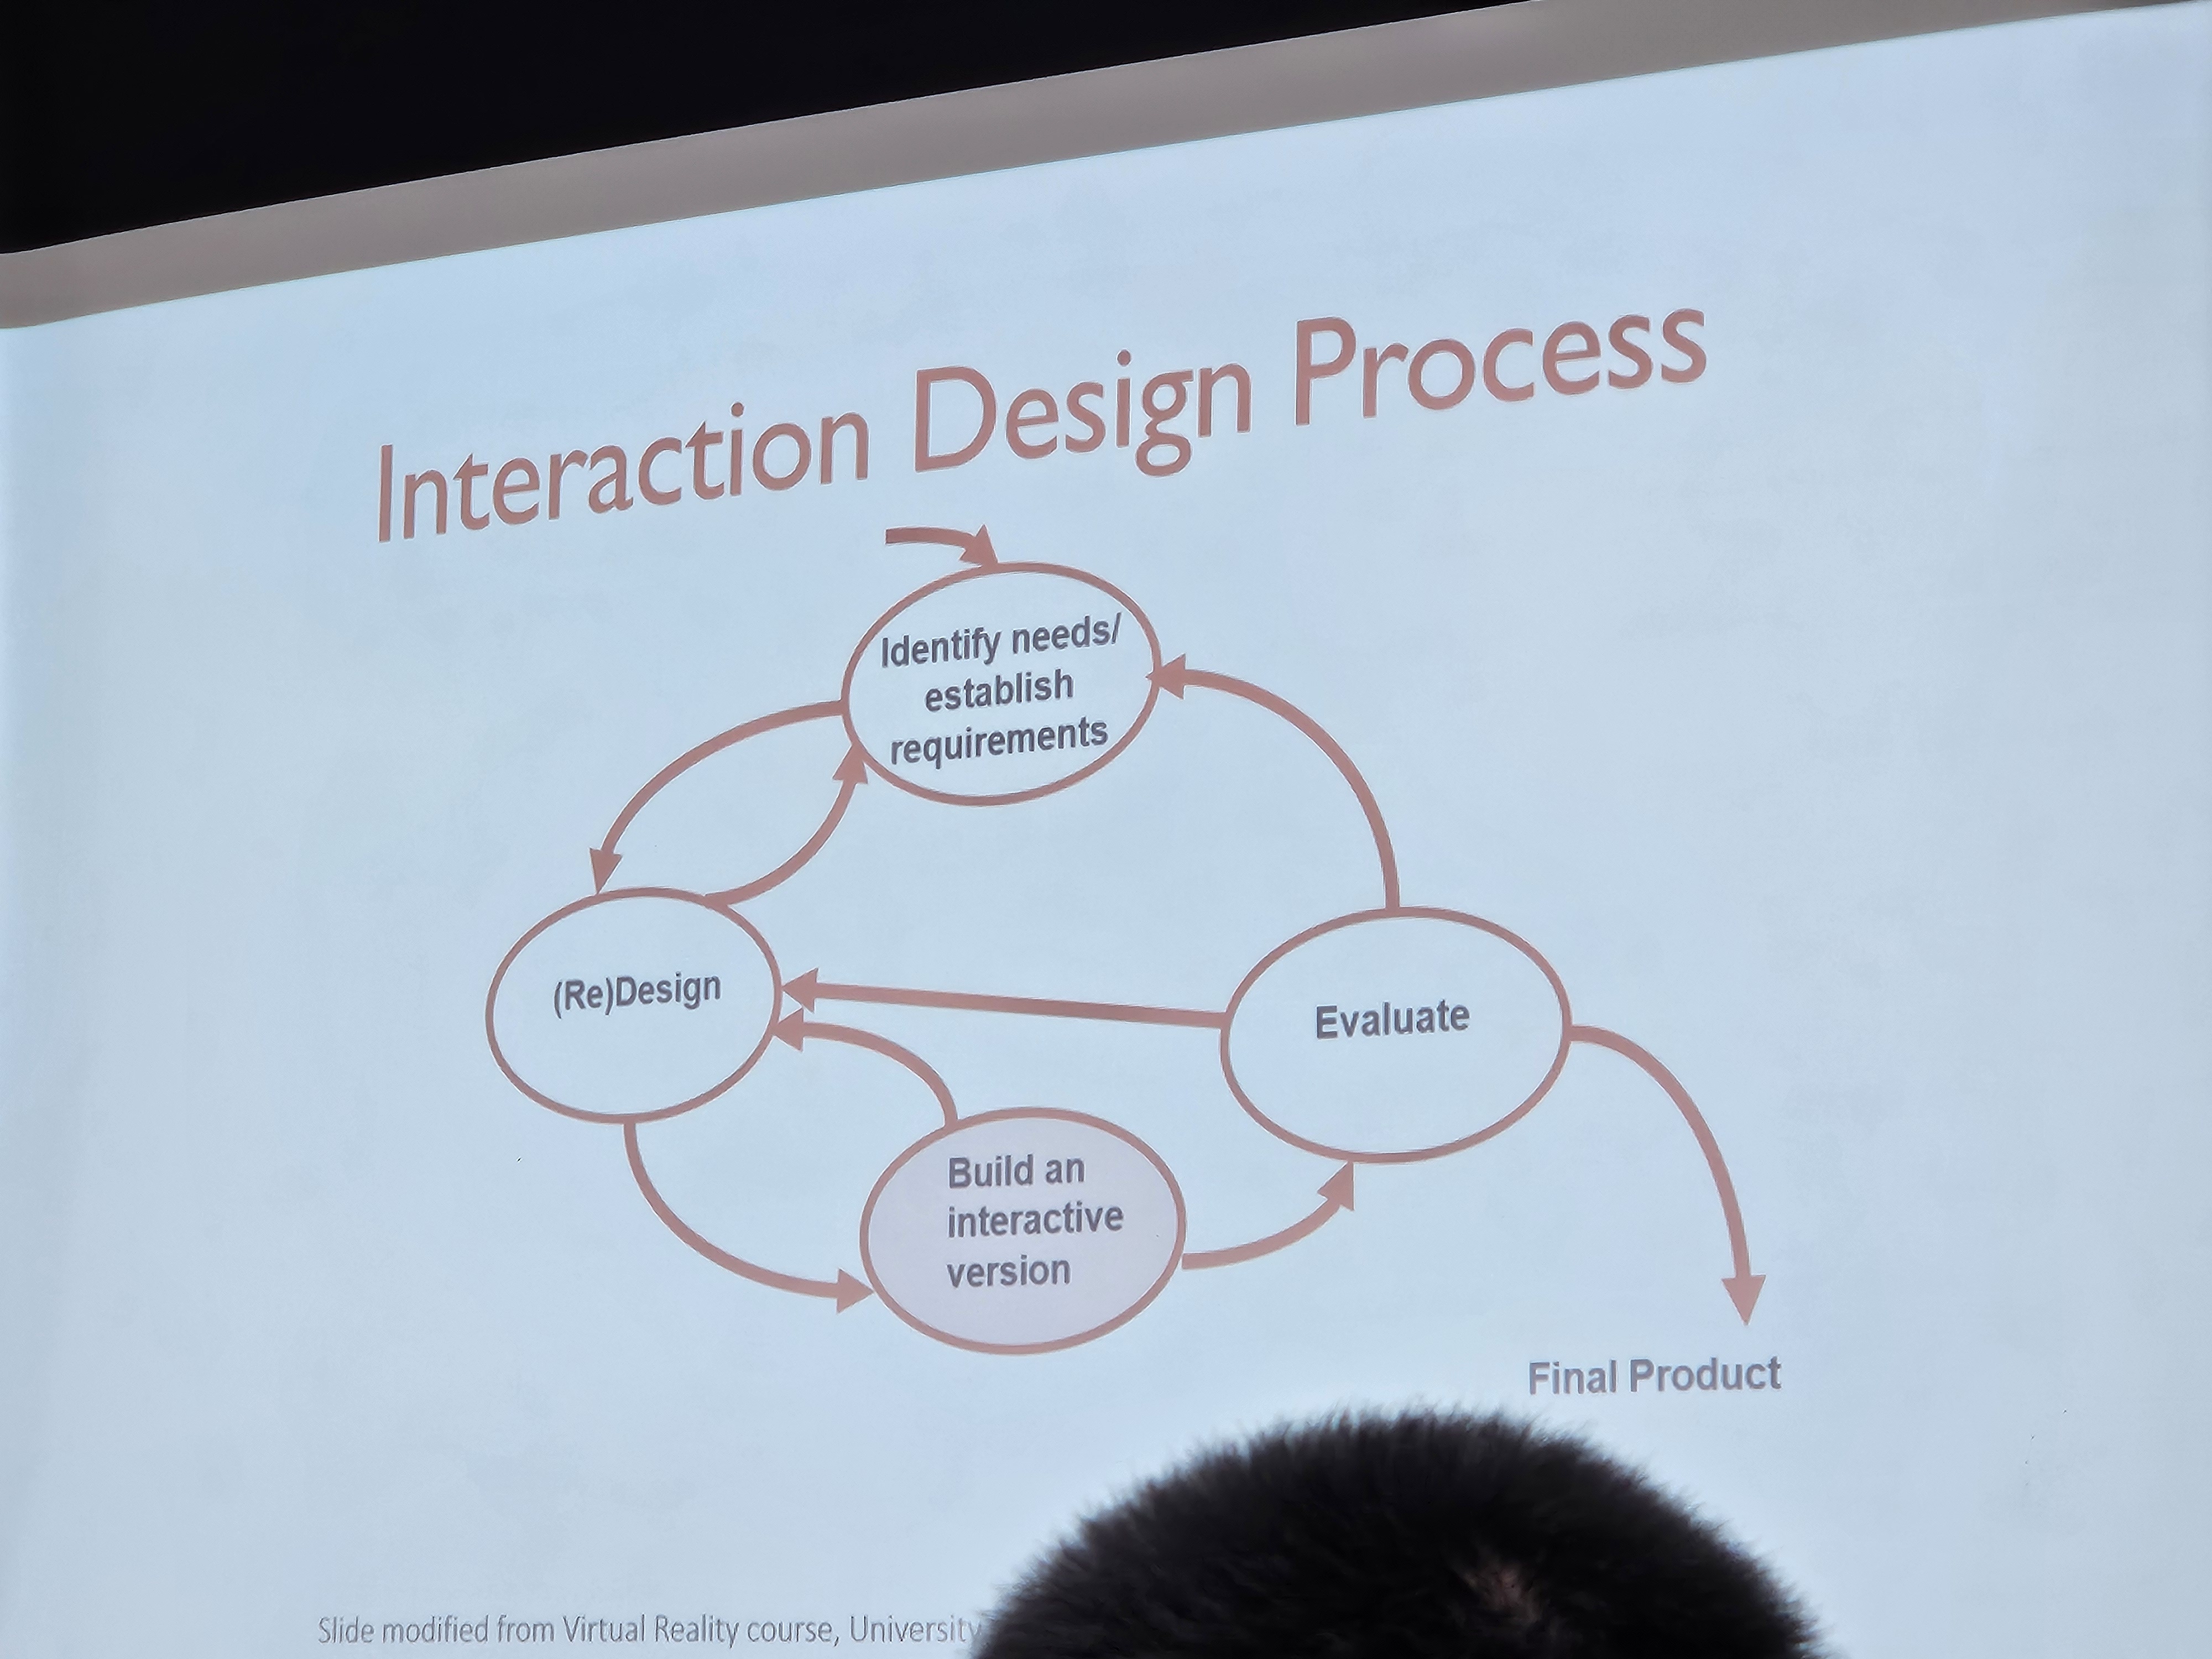 Interaction Design Process
Identify needs/
establish
requirements
(Re)Design
Evaluate
Build an
interactive
version
Final Product
Slide modified from Virtual Reality course, University